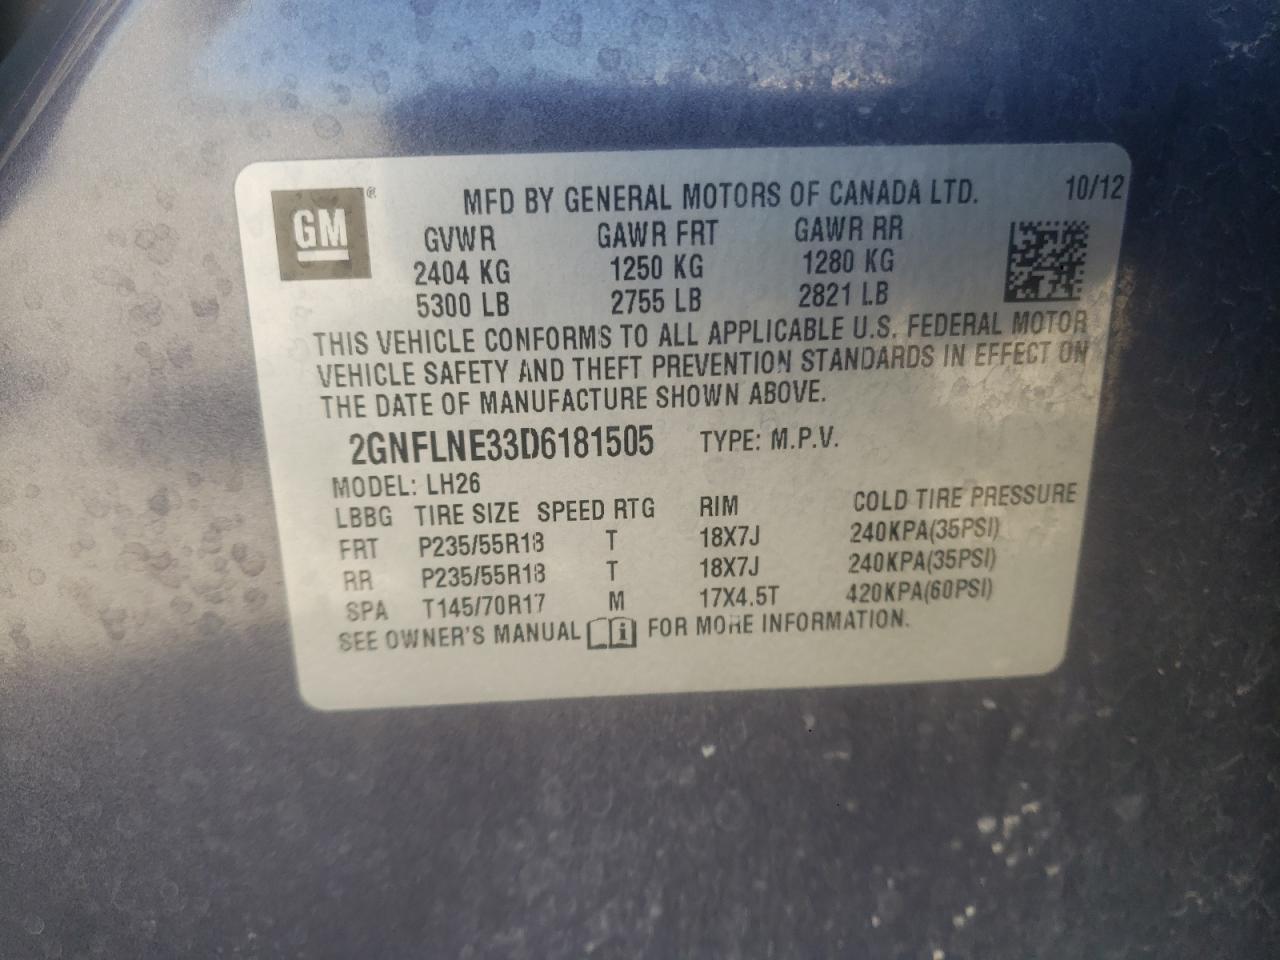 GM ® MFD BY GENERAL MOTORS OF CANADA LTD. 10/12
GVWR GAWR FRT GAWR RR
2404 KG 1250 KG 1280 KG
5300 LB 2755 LB 2821 LB
THIS VEHICLE CONFORMS TO ALL APPLICABLE U.S. FEDERAL MOTOR
VEHICLE SAFETY AND THEFT PREVENTION STANDARDS IN EFFECT ON
THE DATE OF MANUFACTURE SHOWN ABOVE.
2GNFLNE33D6181505 TYPE: M.P.V.
MODEL: LH26
LBBG TIRE SIZE SPEED RTG RIM COLD TIRE PRESSURE
FRT P235/55R18 T 18X7J 240KPA(35PSI)
RR P235/55R18 T 18X7J 240KPA(35PSI)
SPA T145/70R17 M 17X4.5T 420KPA(60PSI)
SEE OWNER'S MANUAL i FOR MORE INFORMATION.